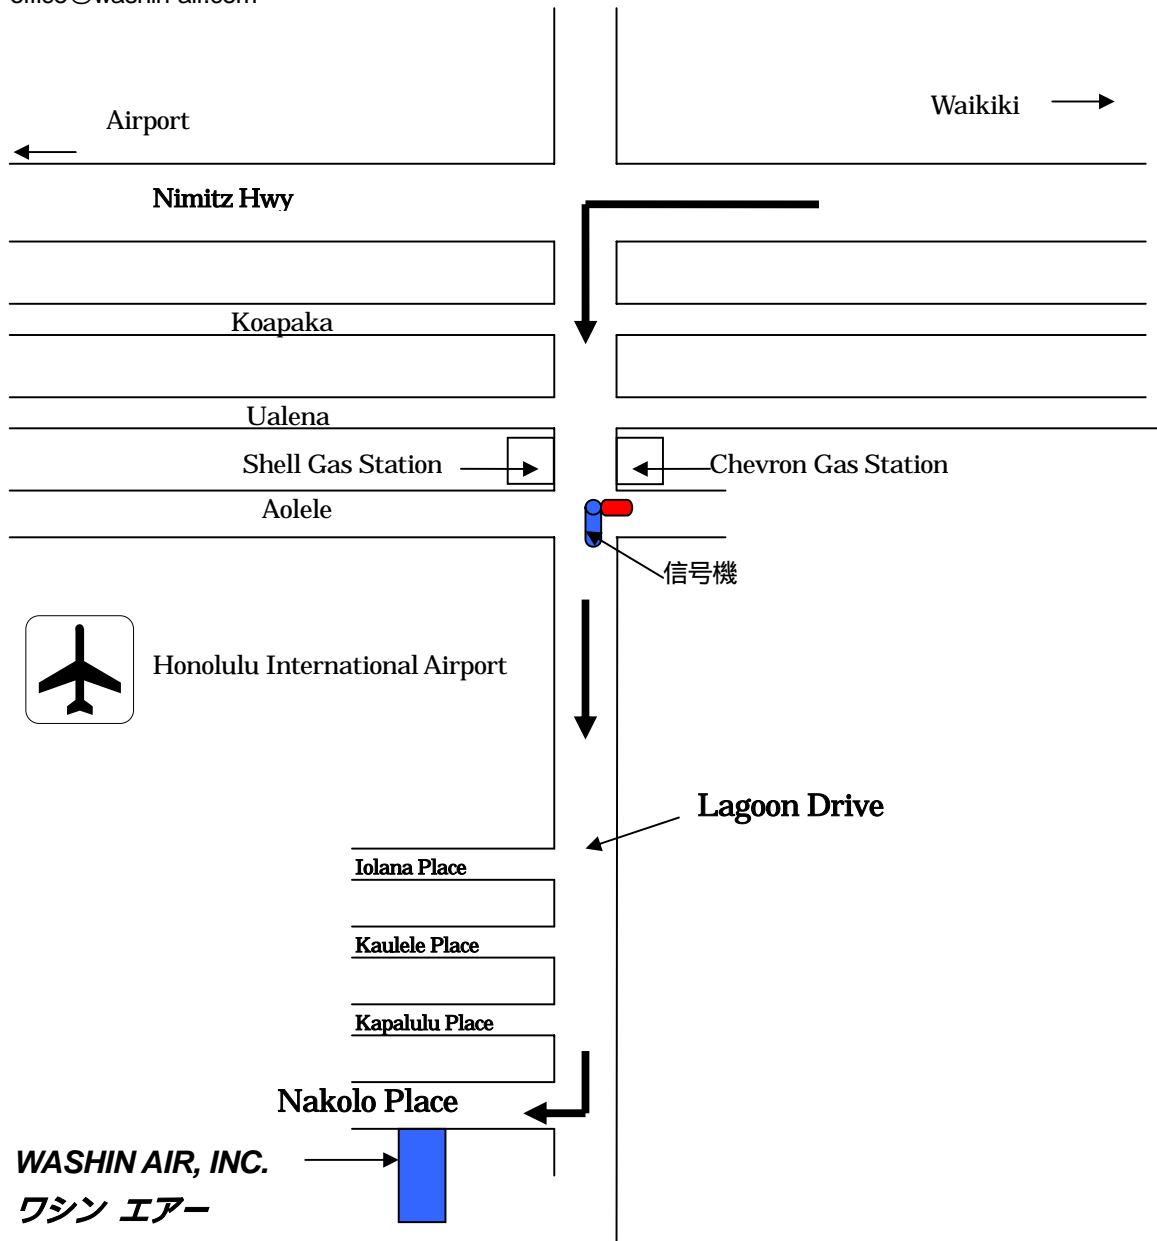 Waikiki
Airport
Nimitz Hwy
Koapaka
Ualena
Shell Gas Station
Chevron Gas Station
Aolele
信号機
Honolulu International Airport
Lagoon Drive
Iolana Place
Kaulele Place
Kapalulu Place
Nakolo Place
WASHIN AIR, INC.
ワシン エアー